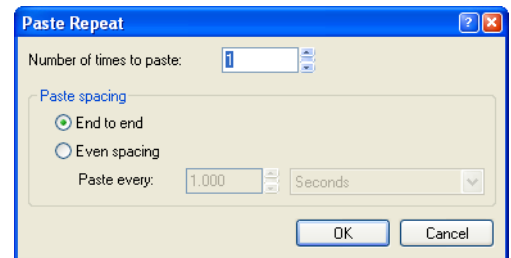 Paste Repeat
Number of times to paste: 1
Paste spacing
End to end
Even spacing
Paste every: 1.000 Seconds
OK Cancel